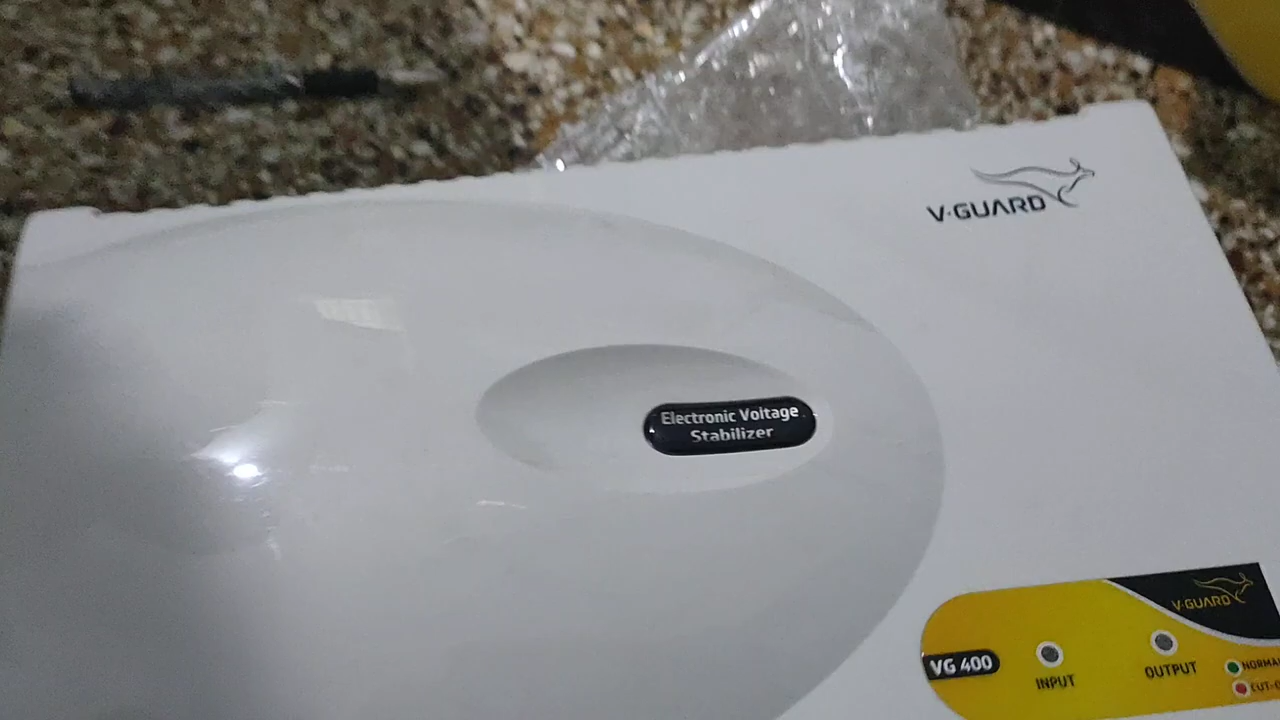 V-GUARD
Electronic Voltage
Stabilizer
V-GUARD
VG 400
INPUT
OUTPUT